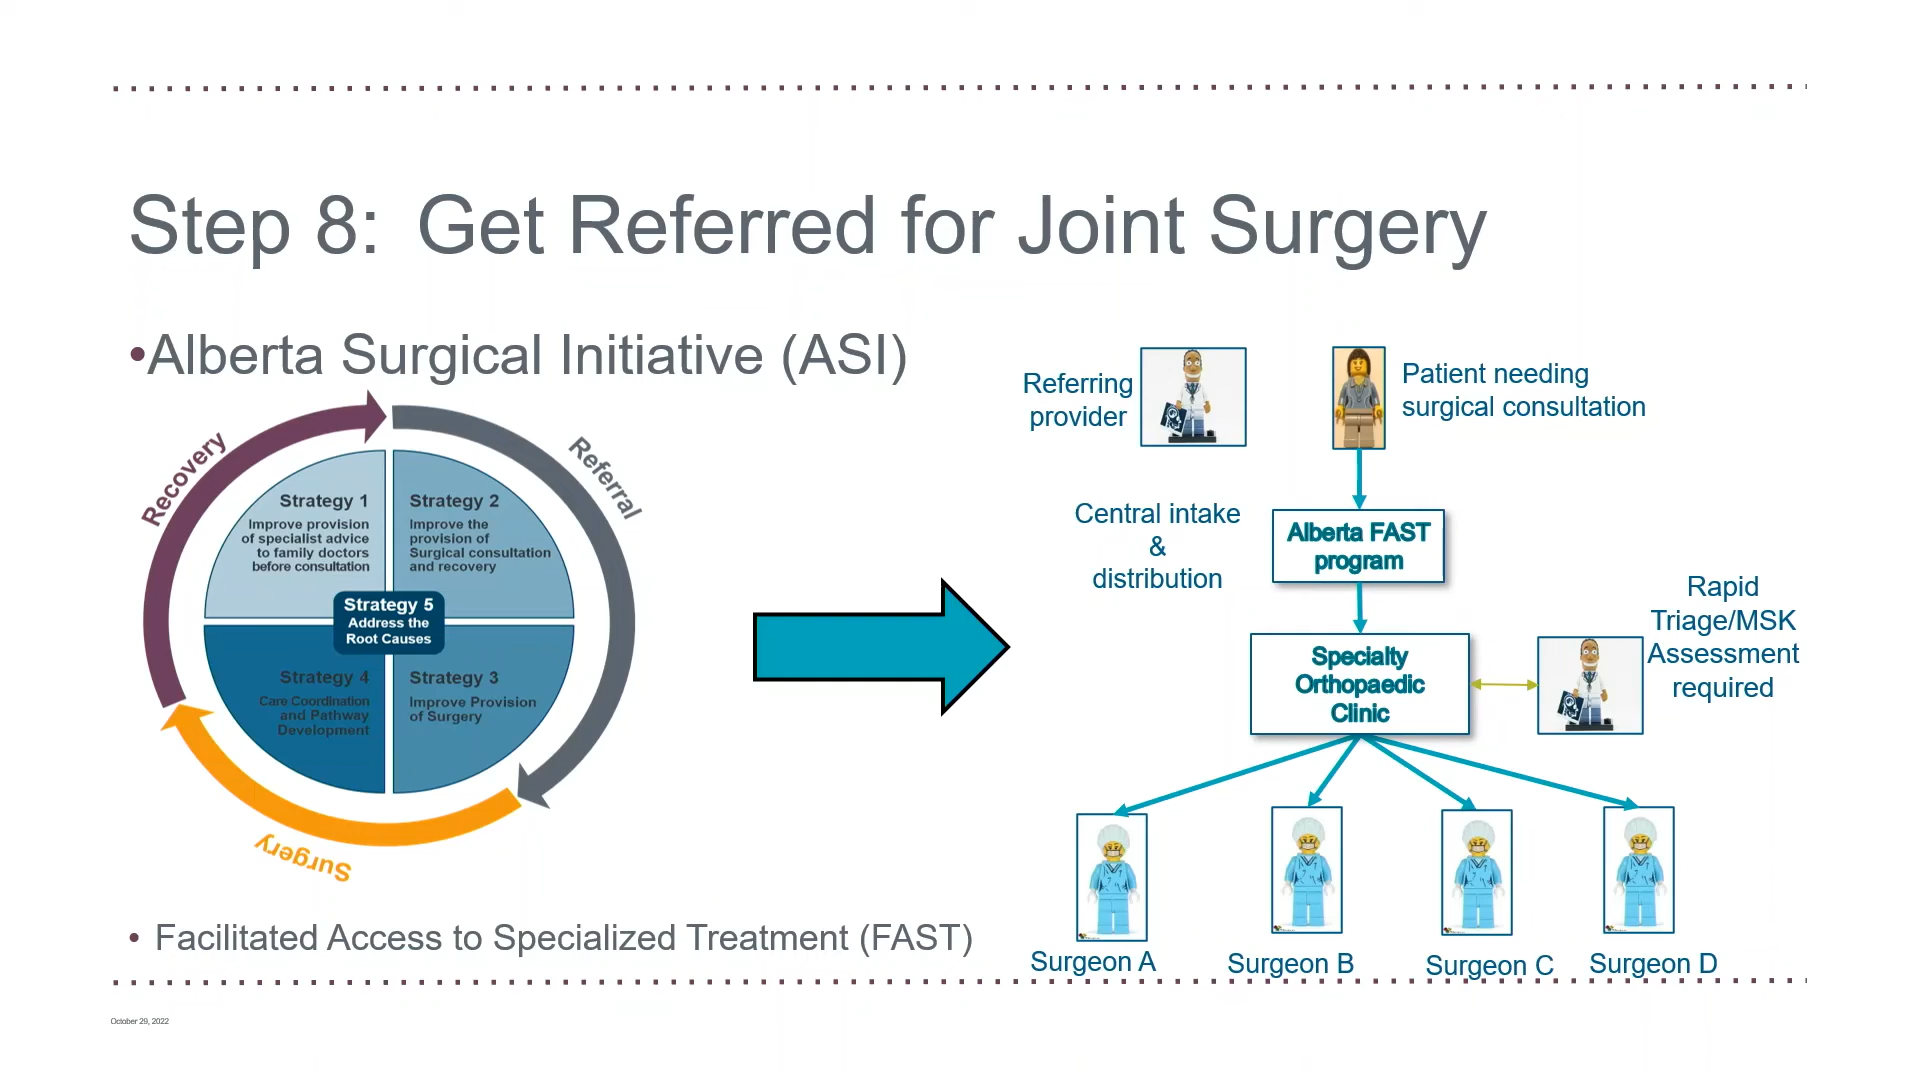 Step 8: Get Referred for Joint Surgery
•Alberta Surgical Initiative (ASI)
Recovery
Referral
Surgery
Strategy 1
Improve provision
of specialist advice
to family doctors
before consultation
Strategy 2
Improve the
provision of
Surgical consultation
and recovery
Strategy 5
Address the
Root Causes
Strategy 4
Care Coordination
and Pathway
Development
Strategy 3
Improve Provision
of Surgery
• Facilitated Access to Specialized Treatment (FAST)
Referring
provider
Patient needing
surgical consultation
Central intake
&
distribution
Alberta FAST
program
Specialty
Orthopaedic
Clinic
Rapid
Triage/MSK
Assessment
required
Surgeon A
Surgeon B
Surgeon C
Surgeon D
October 29, 2022